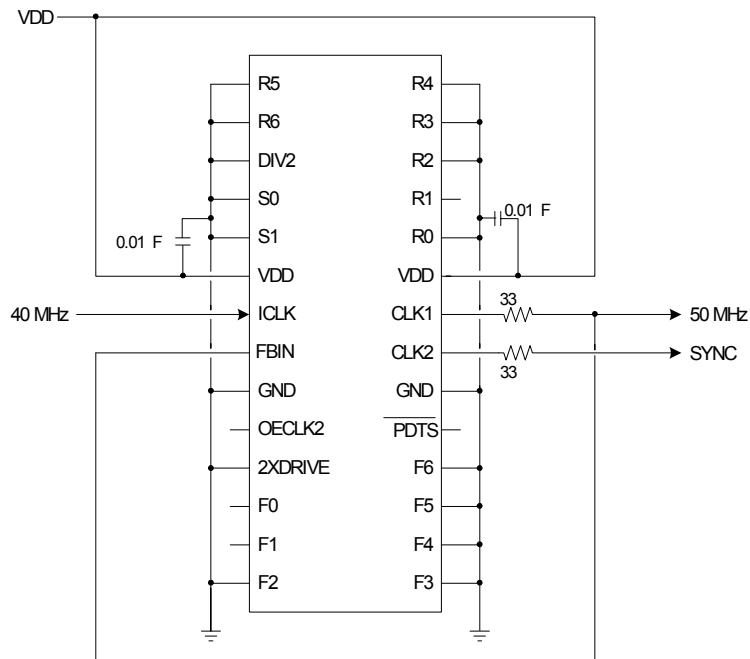 VDD
R5
R4
R6
R3
DIV2
R2
S0
R1
0.01 F
S1
R0
0.01 F
VDD
VDD
40 MHz
ICLK
CLK1
33
50 MHz
FBIN
CLK2
33
SYNC
GND
GND
OECLK2
PDTS
2XDRIVE
F6
F0
F5
F1
F4
F2
F3